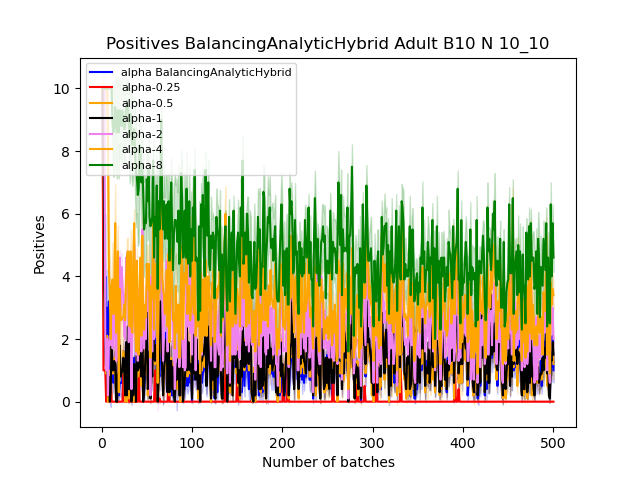 Positives BalancingAnalyticHybrid Adult B10 N 10_10
alpha BalancingAnalyticHybrid
alpha-0.25
alpha-0.5
alpha-1
alpha-2
alpha-4
alpha-8
10
8
6
4
2
0
Positives
0 100 200 300 400 500
Number of batches